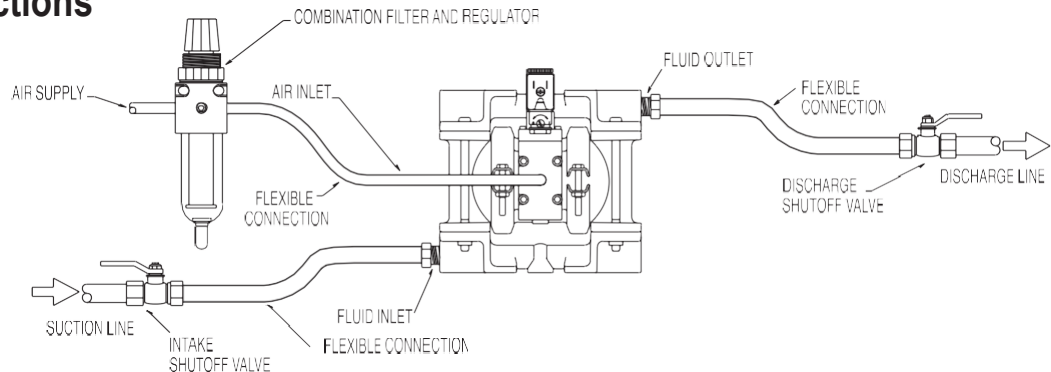 COMBINATION FILTER AND REGULATOR
AIR SUPPLY
AIR INLET
FLUID OUTLET
FLEXIBLE
CONNECTION
FLEXIBLE
CONNECTION
DISCHARGE
SHUTOFF VALVE
DISCHARGE LINE
SUCTION LINE
INTAKE
SHUTOFF VALVE
FLUID INLET
FLEXIBLE CONNECTION